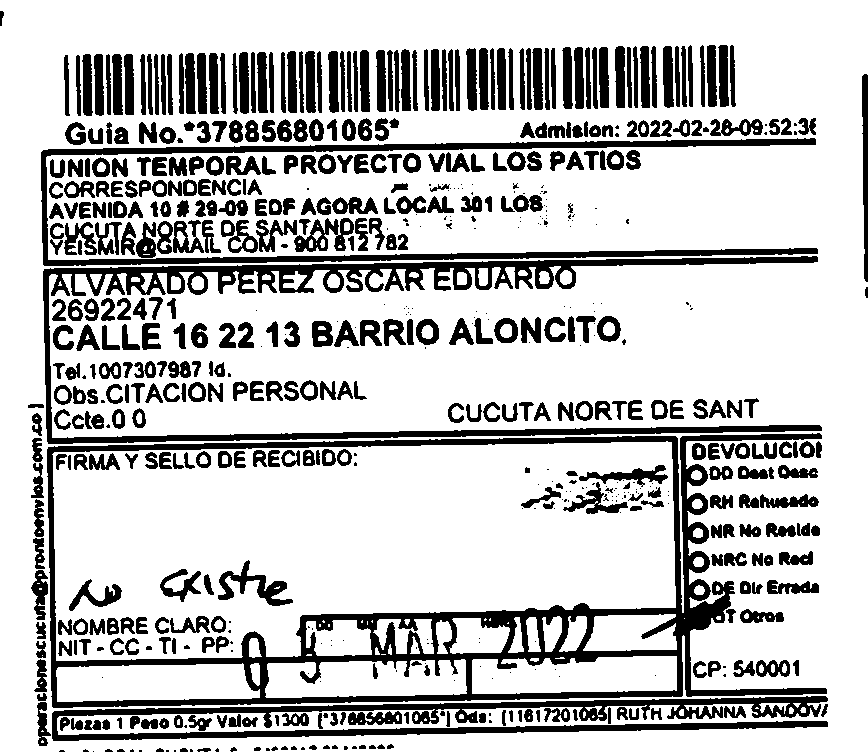 Guia No.*378856801065*
Admision: 2022-02-28-09:52:36
UNION TEMPORAL PROYECTO VIAL LOS PATIOS
CORRESPONDENCIA
AVENIDA 10 # 29-09 EDF AGORA LOCAL 301 LOS
CUCUTA NORTE DE SANTANDER
YEISMIR@GMAIL COM - 900 812 782
ALVARADO PEREZ OSCAR EDUARDO
26922471
CALLE 16 22 13 BARRIO ALONCITO,
Tel.1007307987 Id.
Obs.CITACION PERSONAL
Ccte.0 0
CUCUTA NORTE DE SANT
operacionescucuta@prontoenvios.com.co ]
FIRMA Y SELLO DE RECIBIDO:
No existe
NOMBRE CLARO:
NIT - CC - TI - PP:
05 MAR 2022
DEVOLUCION
DD Dest Desc
RH Rehusado
NR No Reside
NRC No Recl
DE Dir Errada
OT Otros
CP: 540001
Piezas 1 Peso 0.5gr Valor $1300 [*378856801065*] Ods: [11617201065] RUTH JOHANNA SANDOVA